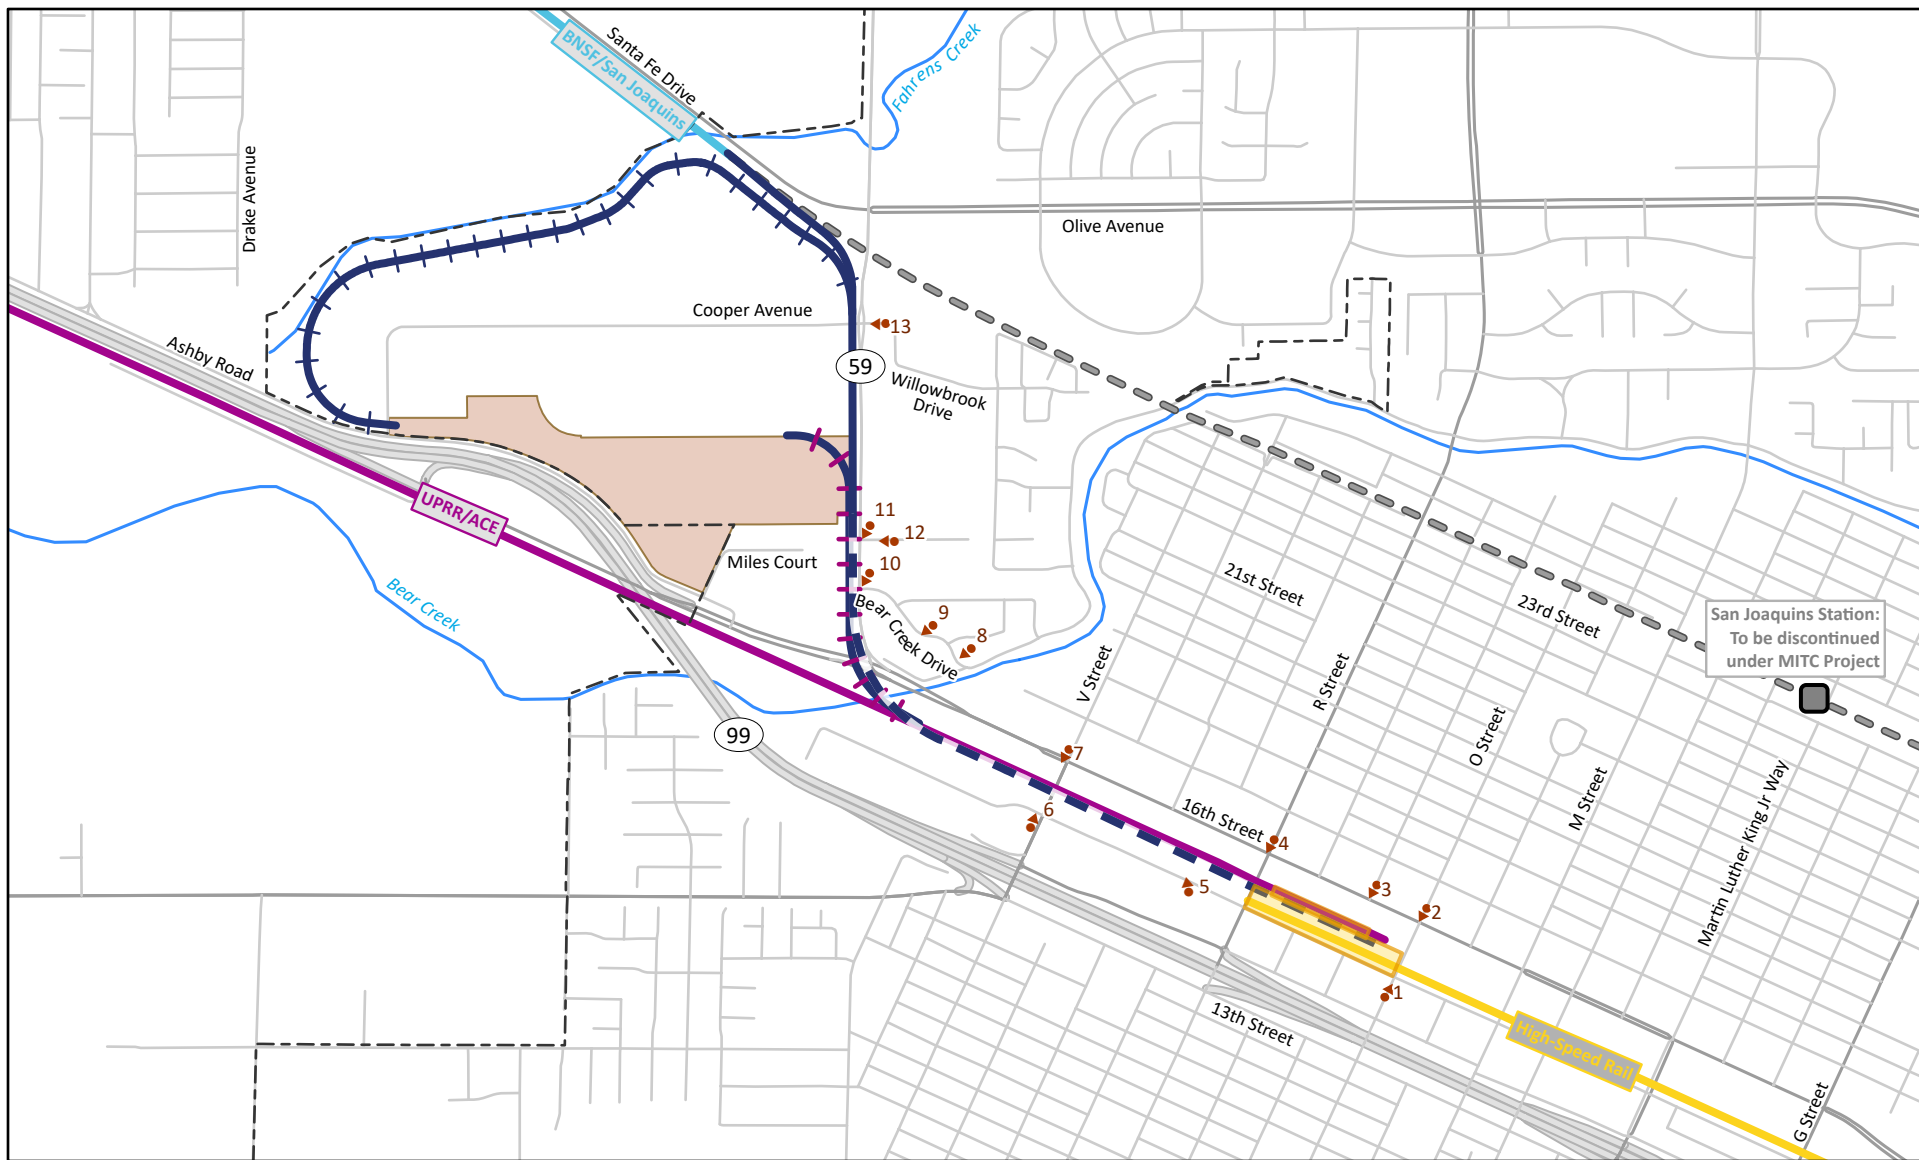 BNSF/San Joaquins
Santa Fe Drive
Fahrens Creek
Drake Avenue
Olive Avenue
Cooper Avenue
13
59
Willowbrook
Drive
Ashby Road
UPRR/ACE
11
12
Miles Court
10
Bear Creek
Bear Creek Drive
9
8
21st Street
23rd Street
San Joaquins Station:
To be discontinued
under MITC Project
V Street
R Street
O Street
M Street
Martin Luther King Jr Way
99
7
6
16th Street
4
5
3
2
1
13th Street
High-Speed Rail
G Street